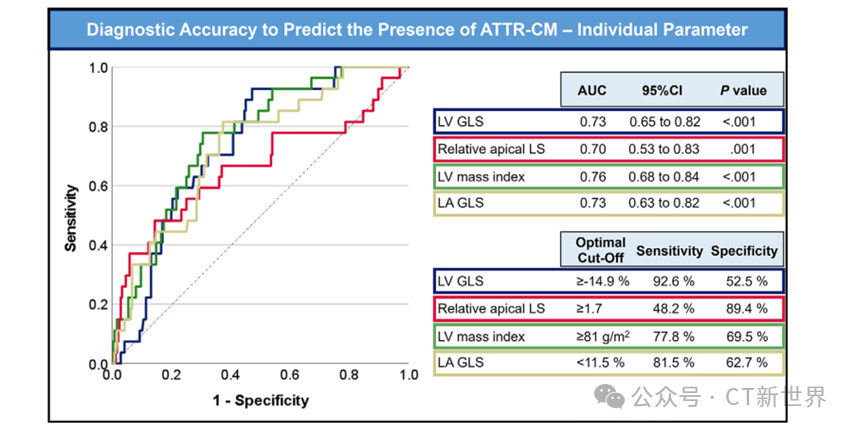 Diagnostic Accuracy to Predict the Presence of ATTR-CM – Individual Parameter
1.0
0.8
0.6
0.4
0.2
0.0
Sensitivity
0.0 0.2 0.4 0.6 0.8 1.0
1 - Specificity
AUC 95%CI P value
LV GLS 0.73 0.65 to 0.82 <.001
Relative apical LS 0.70 0.53 to 0.83 .001
LV mass index 0.76 0.68 to 0.84 <.001
LA GLS 0.73 0.63 to 0.82 <.001
Optimal
Cut-Off Sensitivity Specificity
LV GLS ≥-14.9 % 92.6 % 52.5 %
Relative apical LS ≥1.7 48.2 % 89.4 %
LV mass index ≥81 g/m² 77.8 % 69.5 %
LA GLS <11.5 % 81.5 % 62.7 %
公众号 · CT新世界